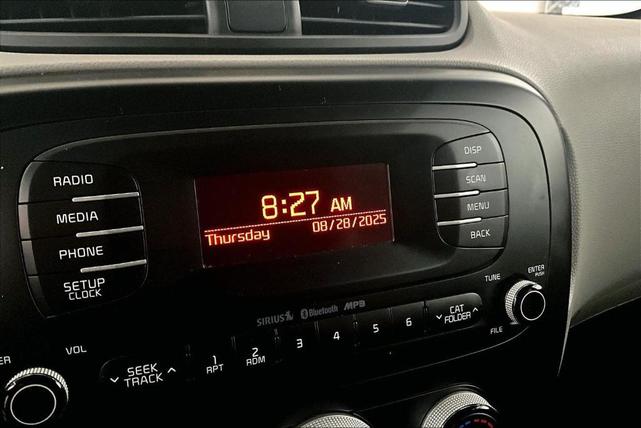 RADIO
MEDIA
PHONE
SETUP
CLOCK
8:27 AM
Thursday 08/28/2025
DISP
SCAN
MENU
BACK
SIRIUS Bluetooth MP3
VOL
SEEK
TRACK
1
RPT
2
RDM
3
4
5
6
CAT
FOLDER
TUNE
FILE
ENTER
PUSH